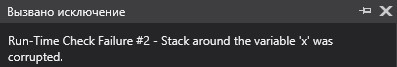 Вызвано исключение
Run-Time Check Failure #2 - Stack around the variable 'x' was
corrupted.